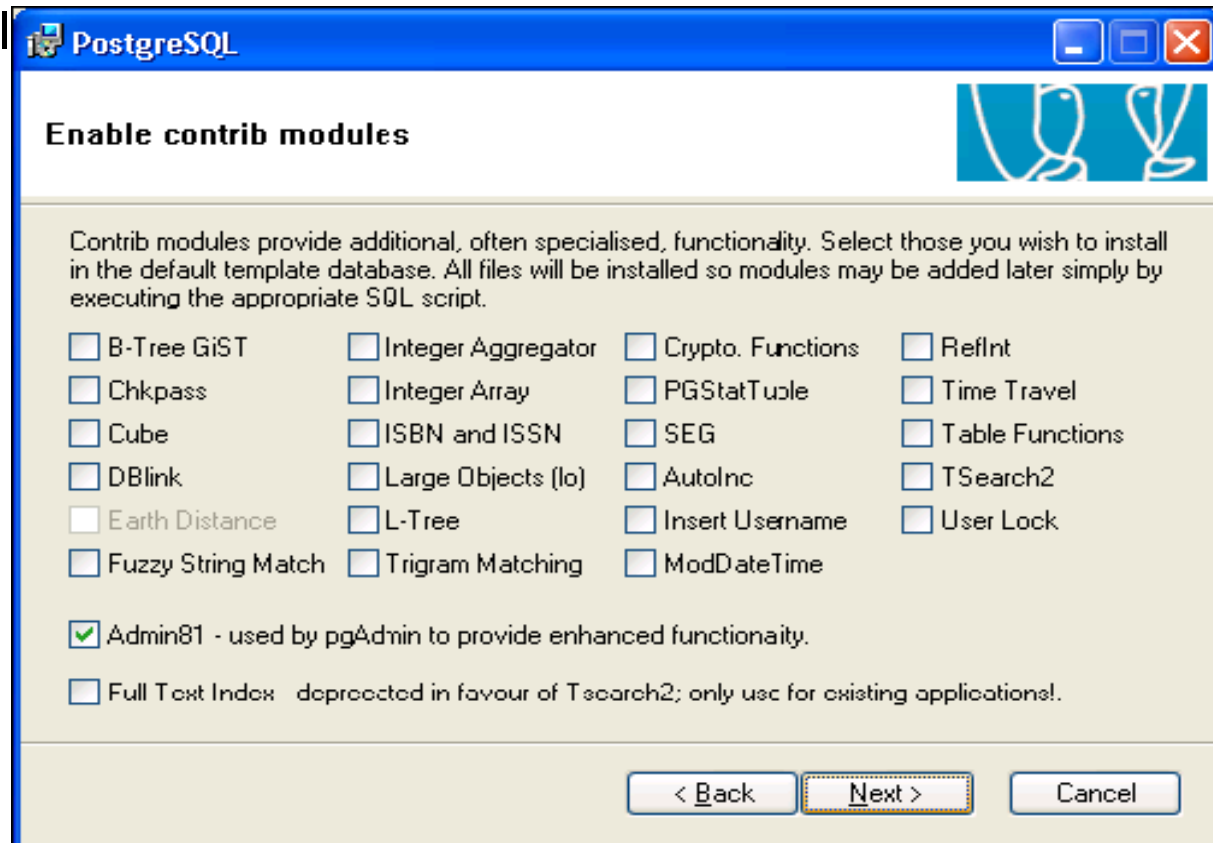 PostgreSQL
Enable contrib modules
Contrib modules provide additional, often specialised, functionality. Select those you wish to install
in the default template database. All files will be installed so modules may be added later simply by
executing the appropriate SQL script.
B-Tree GiST Integer Aggregator Crypto. Functions RefInt
Chkpass Integer Array PGStatTuple Time Travel
Cube ISBN and ISSN SEG Table Functions
DBlink Large Objects (lo) AutoInc TSearch2
Earth Distance L-Tree Insert Username User Lock
Fuzzy String Match Trigram Matching ModDateTime
Admin81 - used by pgAdmin to provide enhanced functionaity.
Full Text Index - deprecated in favour of Tsearch2; only use for existing applications!.
< Back Next > Cancel